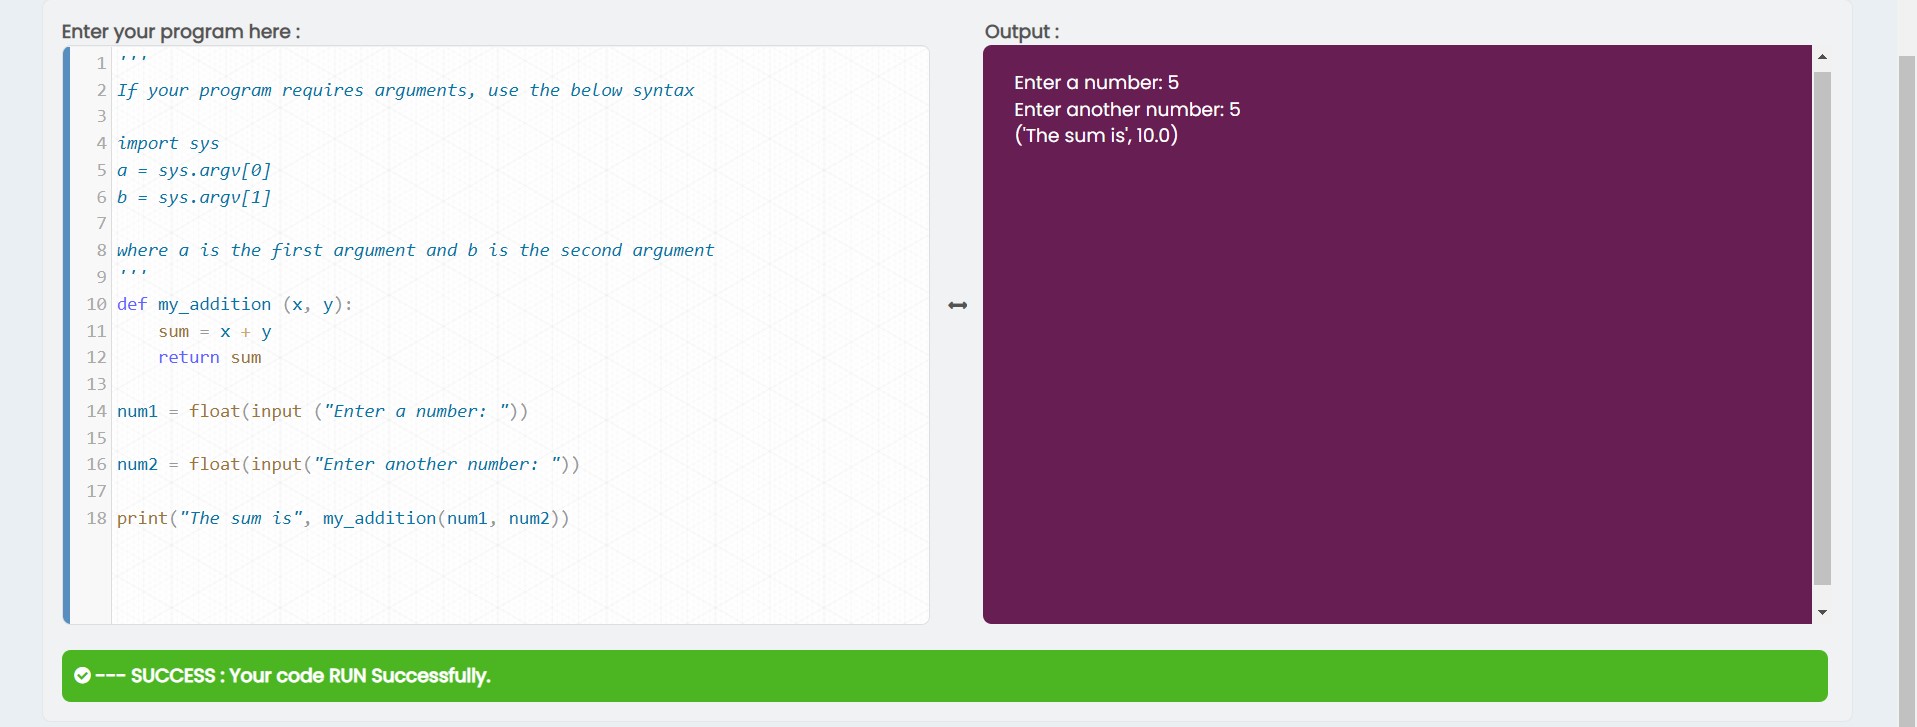 Enter your program here :
1 '''
2 If your program requires arguments, use the below syntax
3
4 import sys
5 a = sys.argv[0]
6 b = sys.argv[1]
7
8 where a is the first argument and b is the second argument
9 '''
10 def my_addition (x, y):
11     sum = x + y
12     return sum
13
14 num1 = float(input ("Enter a number: "))
15
16 num2 = float(input("Enter another number: "))
17
18 print("The sum is", my_addition(num1, num2))
Output :
Enter a number: 5
Enter another number: 5
('The sum is', 10.0)
--- SUCCESS : Your code RUN Successfully.